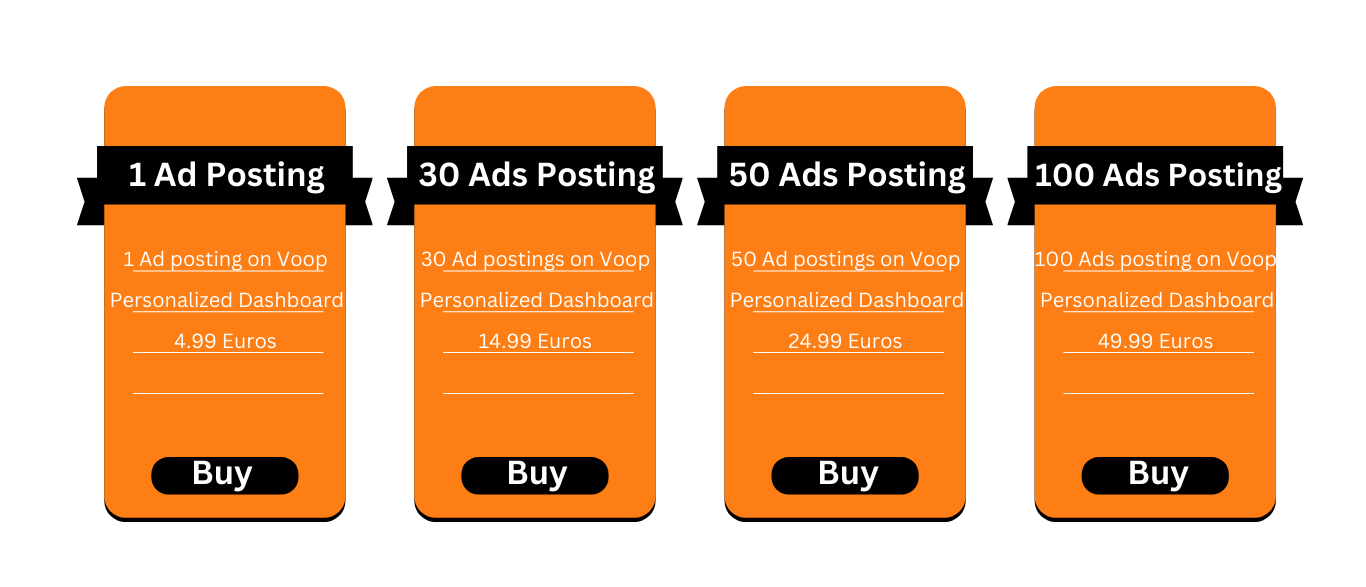 1 Ad Posting
1 Ad posting on Voop
Personalized Dashboard
4.99 Euros
Buy
30 Ads Posting
30 Ad postings on Voop
Personalized Dashboard
14.99 Euros
Buy
50 Ads Posting
50 Ad postings on Voop
Personalized Dashboard
24.99 Euros
Buy
100 Ads Posting
100 Ads posting on Voop
Personalized Dashboard
49.99 Euros
Buy